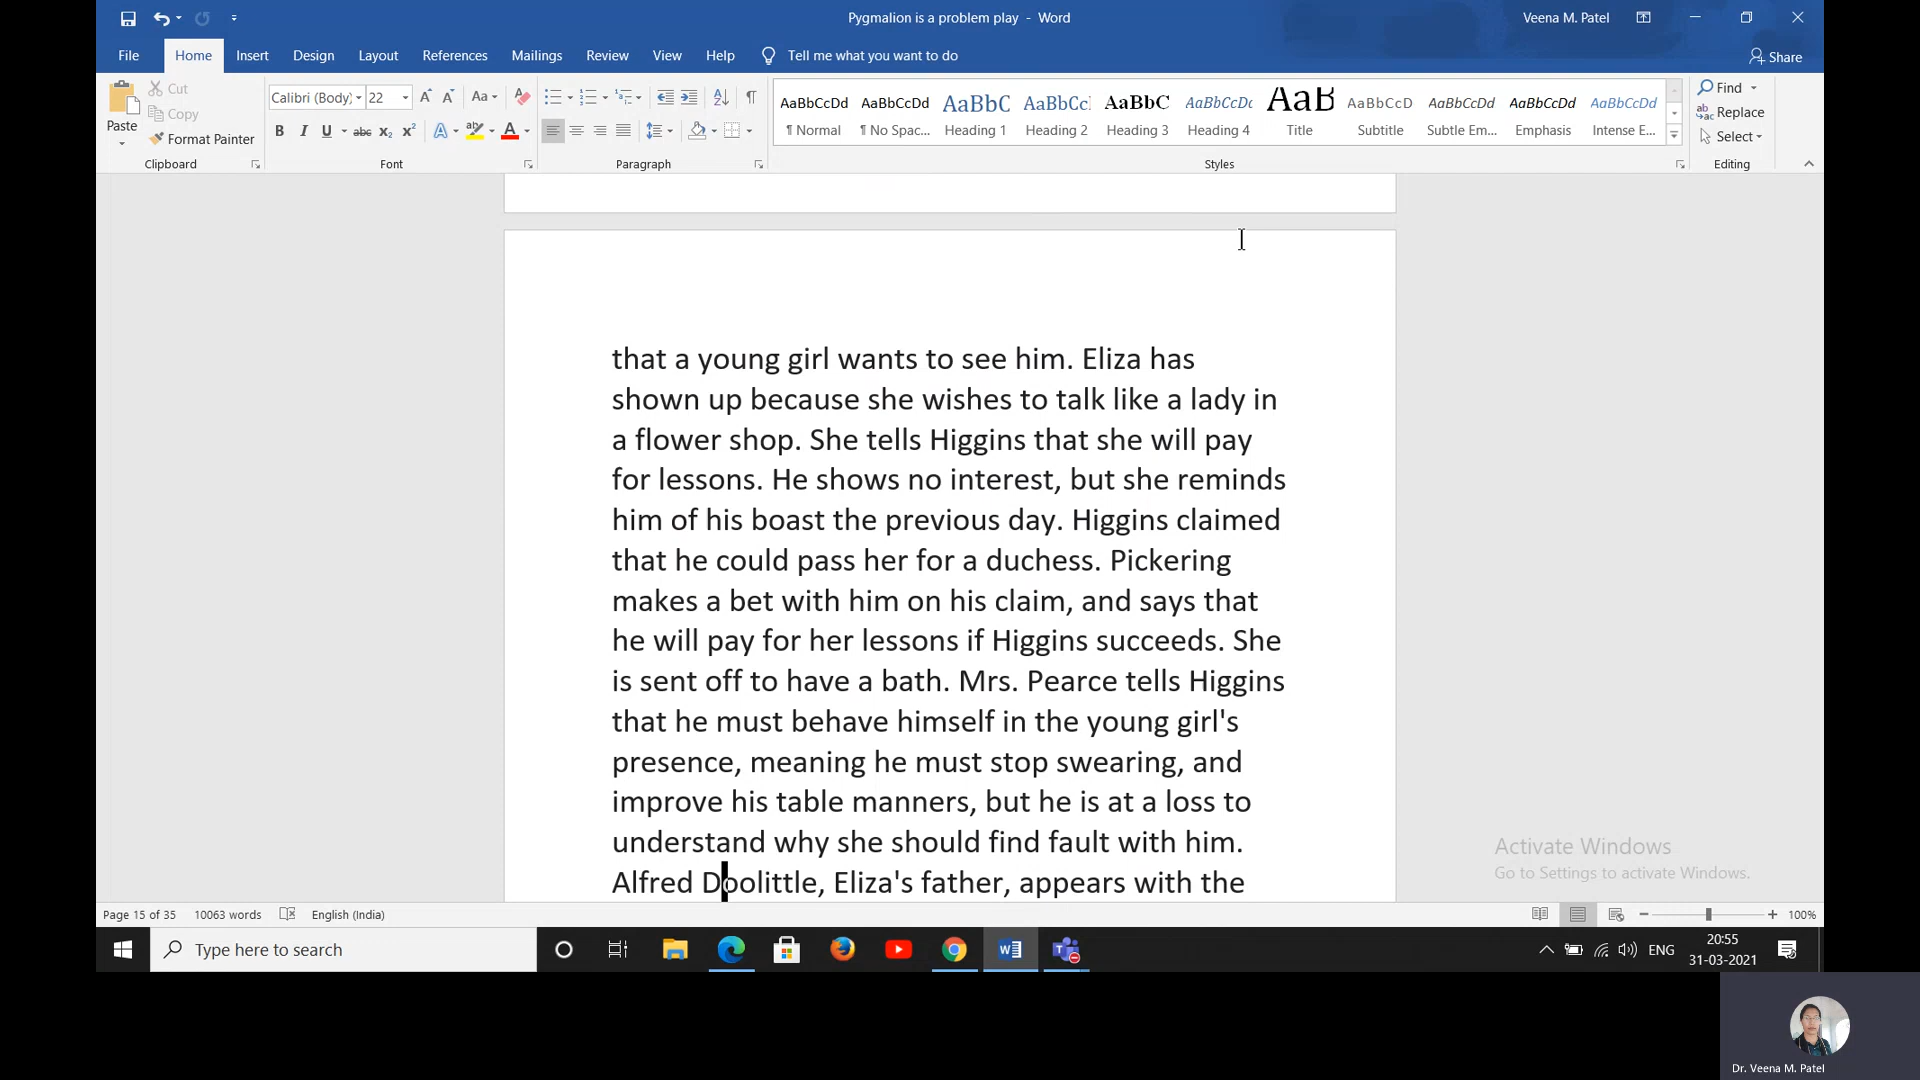 Pygmalion is a problem play - Word
Veena M. Patel
File Home Insert Design Layout References Mailings Review View Help Tell me what you want to do
Share
Paste
Cut
Copy
Format Painter
Clipboard
Calibri (Body) 22
Aa
B I U abc x₂ x² A A
Font
Paragraph
AaBbCcDd AaBbCcDd AaBbC AaBbCc AaBbC AaBbCcDc AaB AaBbCcD AaBbCcDd AaBbCcDd AaBbCcDd
¶ Normal ¶ No Spac... Heading 1 Heading 2 Heading 3 Heading 4 Title Subtitle Subtle Em... Emphasis Intense E...
Styles
Find
Replace
Select
Editing
that a young girl wants to see him. Eliza has
shown up because she wishes to talk like a lady in
a flower shop. She tells Higgins that she will pay
for lessons. He shows no interest, but she reminds
him of his boast the previous day. Higgins claimed
that he could pass her for a duchess. Pickering
makes a bet with him on his claim, and says that
he will pay for her lessons if Higgins succeeds. She
is sent off to have a bath. Mrs. Pearce tells Higgins
that he must behave himself in the young girl's
presence, meaning he must stop swearing, and
improve his table manners, but he is at a loss to
understand why she should find fault with him.
Alfred Doolittle, Eliza's father, appears with the
Activate Windows
Go to Settings to activate Windows.
Page 15 of 35 10063 words English (India)
100%
Type here to search
ENG
20:55
31-03-2021
Dr. Veena M. Patel